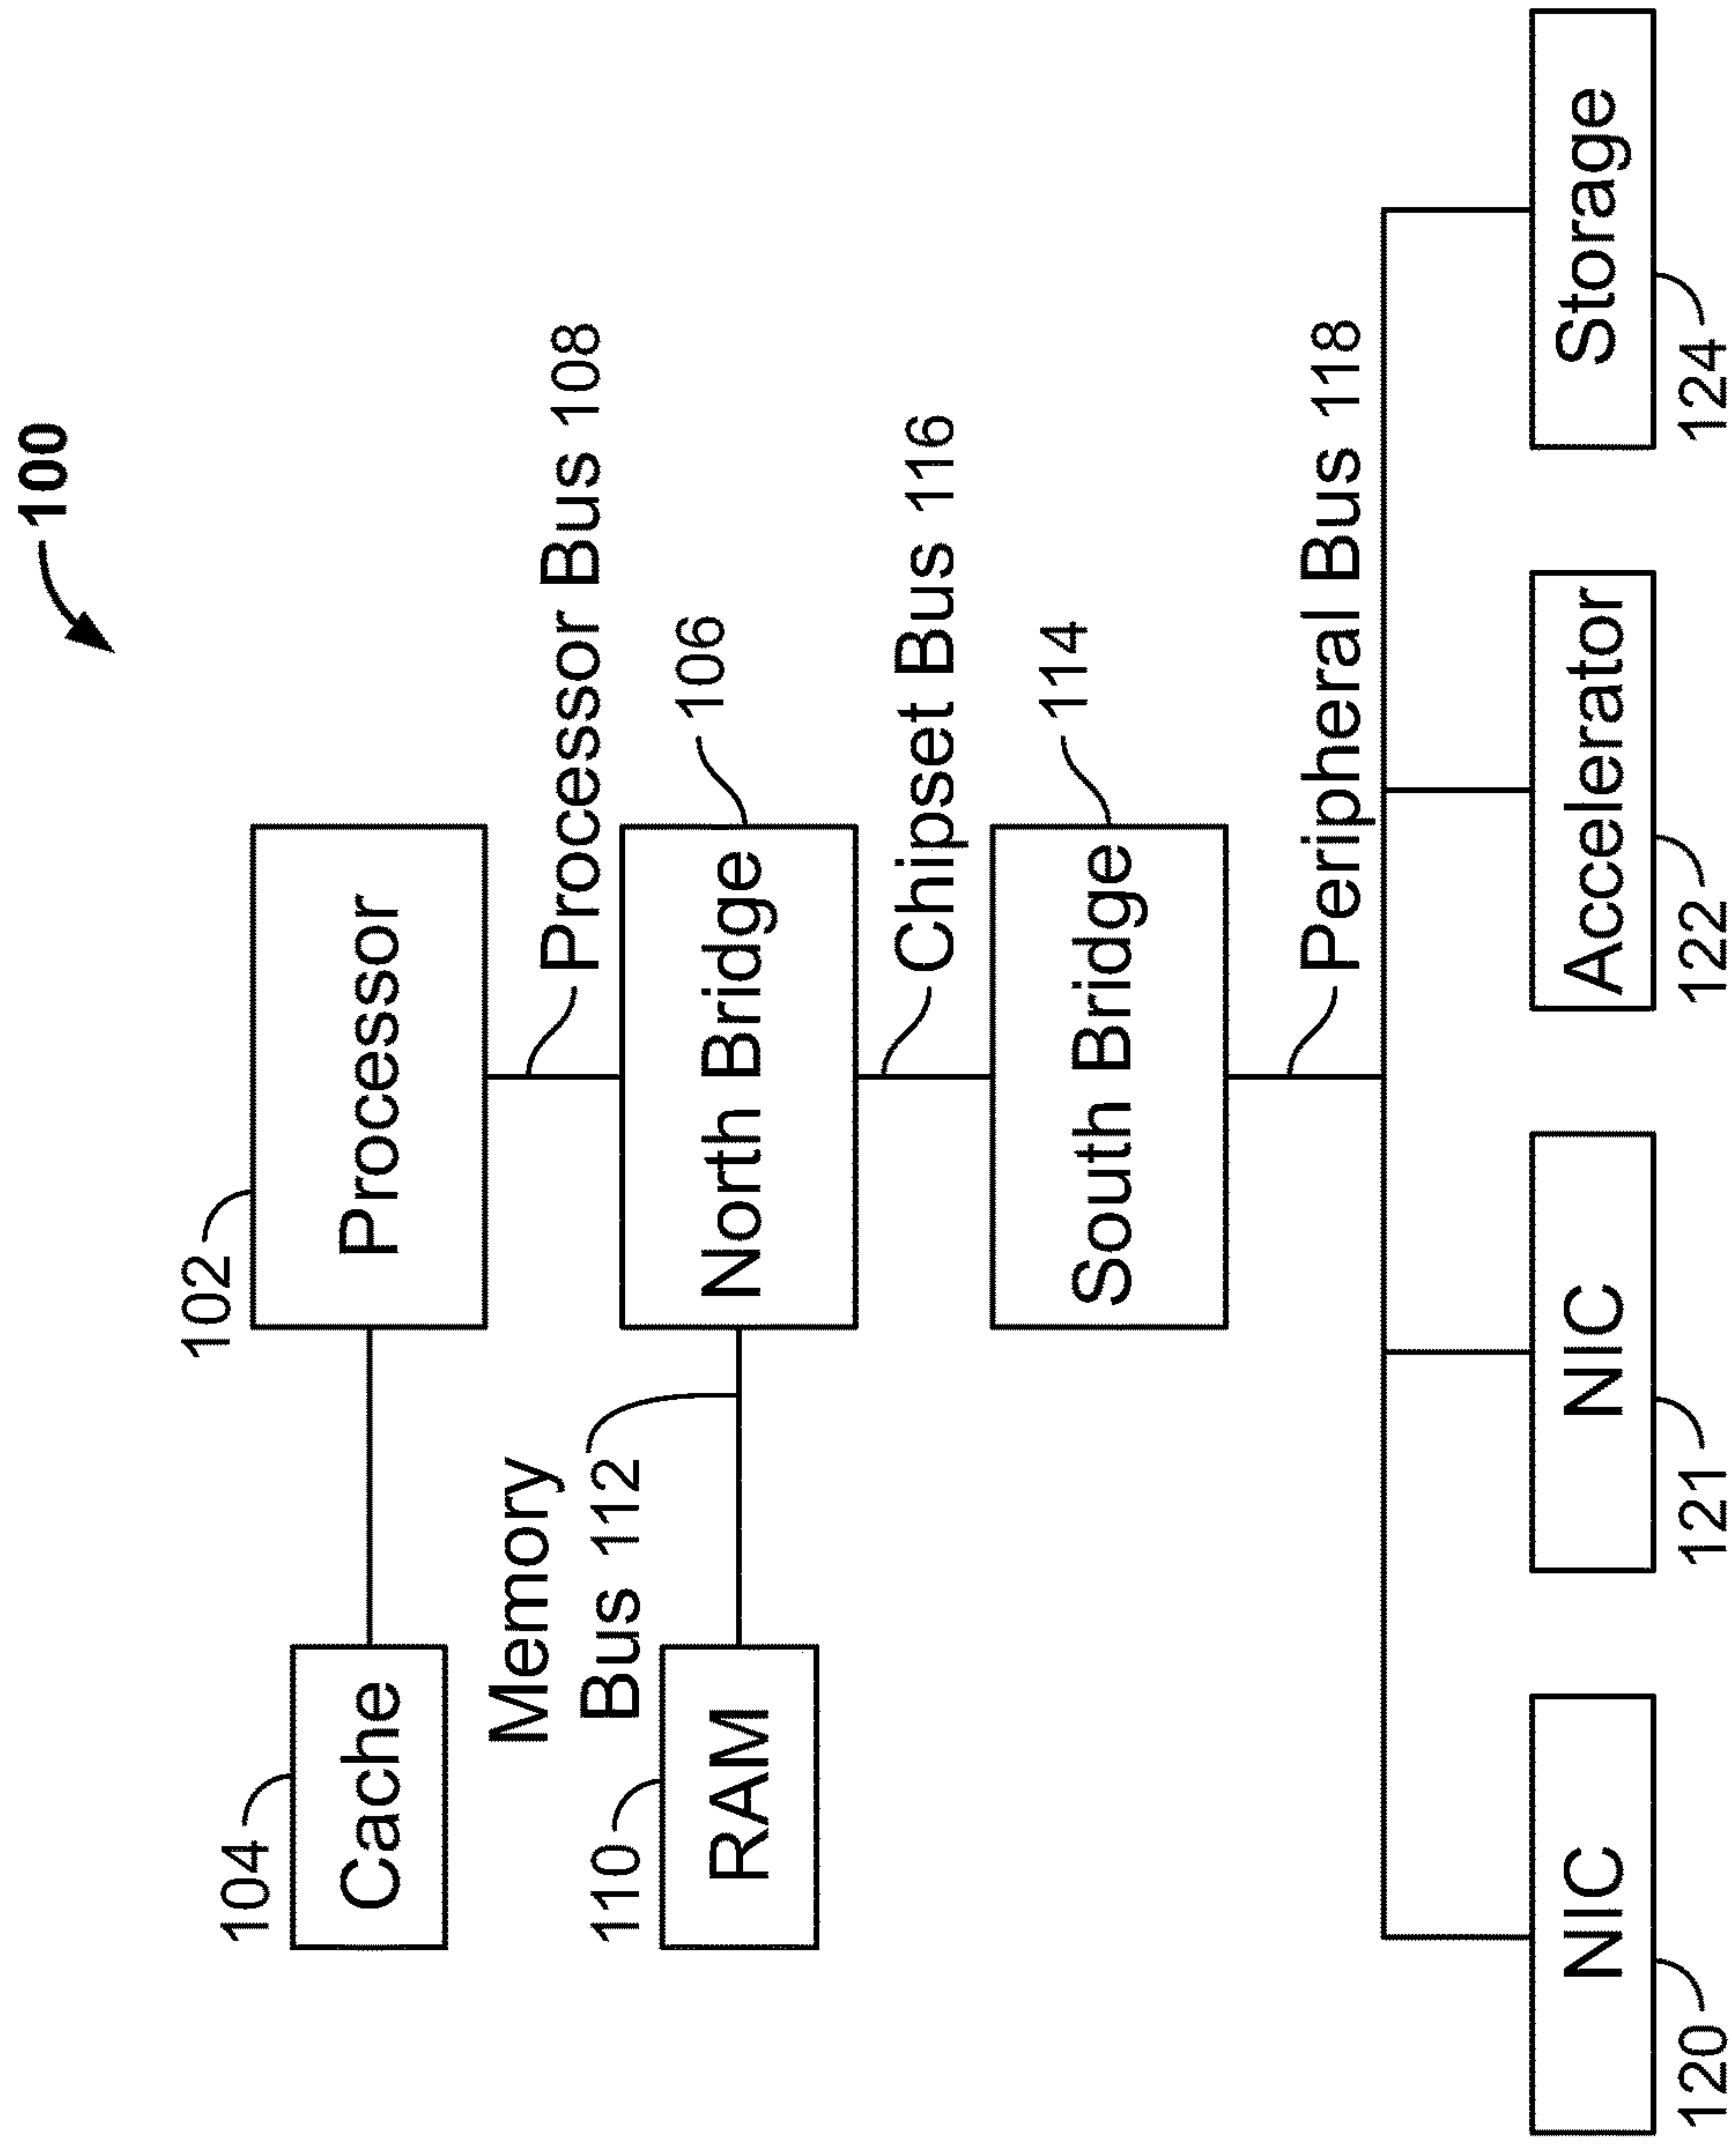 100
102
Processor
104
Cache
Processor Bus 108
Memory
Bus 112
106
North Bridge
110
RAM
Chipset Bus 116
114
South Bridge
Peripheral Bus 118
NIC
NIC
Accelerator
Storage
120
121
122
124